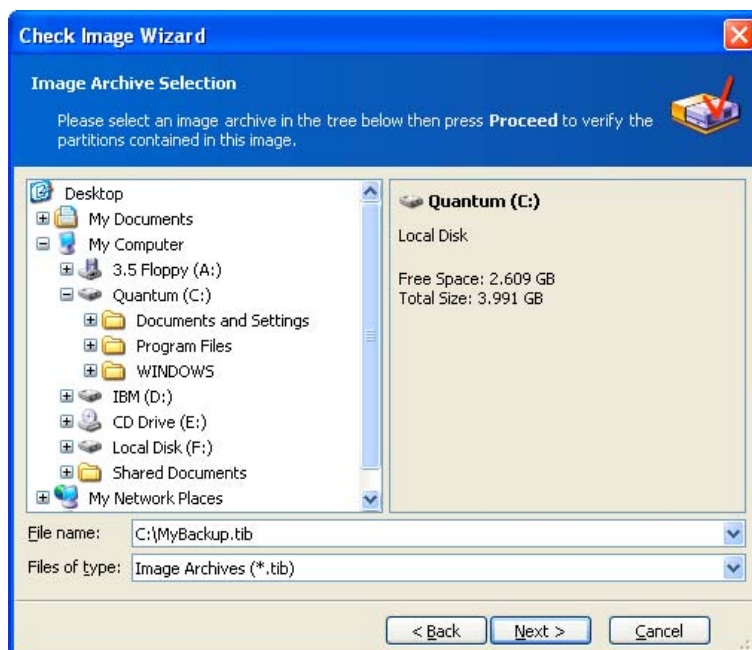 Check Image Wizard
Image Archive Selection
Please select an image archive in the tree below then press Proceed to verify the
partitions contained in this image.
Desktop
My Documents
My Computer
3.5 Floppy (A:)
Quantum (C:)
Documents and Settings
Program Files
WINDOWS
IBM (D:)
CD Drive (E:)
Local Disk (F:)
Shared Documents
My Network Places
Quantum (C:)
Local Disk
Free Space: 2.609 GB
Total Size: 3.991 GB
File name: C:\MyBackup.tib
Files of type: Image Archives (*.tib)
< Back Next > Cancel